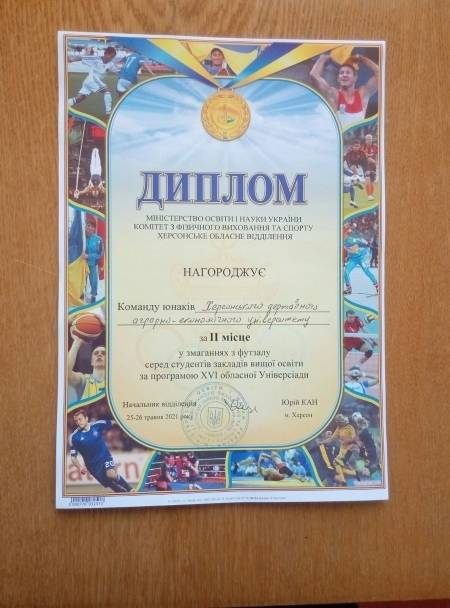 ДИПЛОМ
МІНІСТЕРСТВО ОСВІТИ І НАУКИ УКРАЇНИ
КОМІТЕТ З ФІЗИЧНОГО ВИХОВАННЯ ТА СПОРТУ
ХЕРСОНСЬКЕ ОБЛАСНЕ ВІДДІЛЕННЯ
НАГОРОДЖУЄ
Команду юнаків Херсонського державного
аграрно-економічного університету
за II місце
у змаганнях з футзалу
серед студентів закладів вищої освіти
за програмою XVI обласної Універсіади
Начальник відділення Юрій КАН
25-26 травня 2021 року м. Херсон